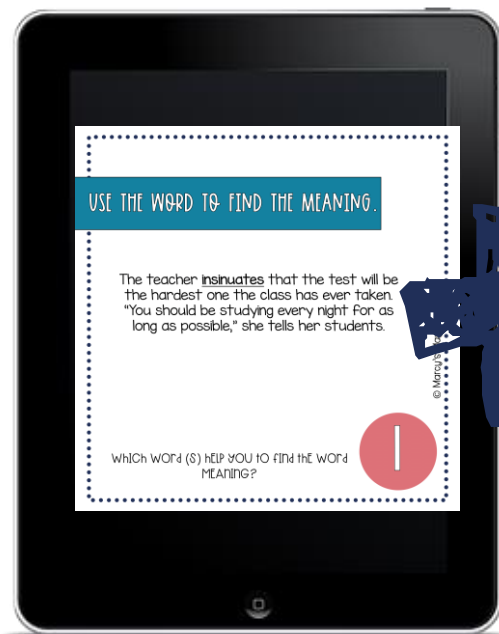 USE THE WORD TO FIND THE MEANING.
The teacher insinuates that the test will be
the hardest one the class has ever taken.
"You should be studying every night for as
long as possible," she tells her students.
© Marcy's
Which word (s) help you to find the word
meaning?
1